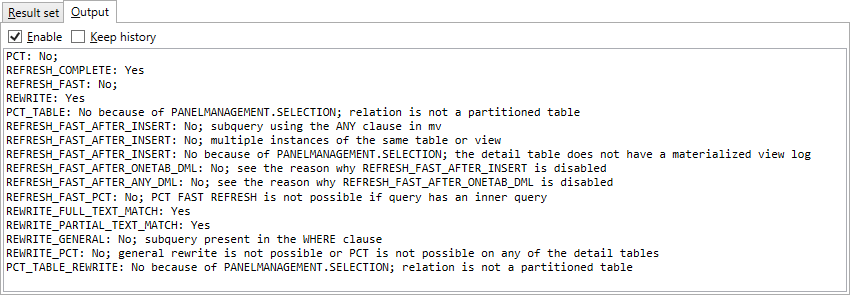 Result set Output
Enable Keep history
PCT: No;
REFRESH_COMPLETE: Yes
REFRESH_FAST: No;
REWRITE: Yes
PCT_TABLE: No because of PANELMANAGEMENT.SELECTION; relation is not a partitioned table
REFRESH_FAST_AFTER_INSERT: No; subquery using the ANY clause in mv
REFRESH_FAST_AFTER_INSERT: No; multiple instances of the same table or view
REFRESH_FAST_AFTER_INSERT: No because of PANELMANAGEMENT.SELECTION; the detail table does not have a materialized view log
REFRESH_FAST_AFTER_ONETAB_DML: No; see the reason why REFRESH_FAST_AFTER_INSERT is disabled
REFRESH_FAST_AFTER_ANY_DML: No; see the reason why REFRESH_FAST_AFTER_ONETAB_DML is disabled
REFRESH_FAST_PCT: No; PCT FAST REFRESH is not possible if query has an inner query
REWRITE_FULL_TEXT_MATCH: Yes
REWRITE_PARTIAL_TEXT_MATCH: Yes
REWRITE_GENERAL: No; subquery present in the WHERE clause
REWRITE_PCT: No; general rewrite is not possible or PCT is not possible on any of the detail tables
PCT_TABLE_REWRITE: No because of PANELMANAGEMENT.SELECTION; relation is not a partitioned table